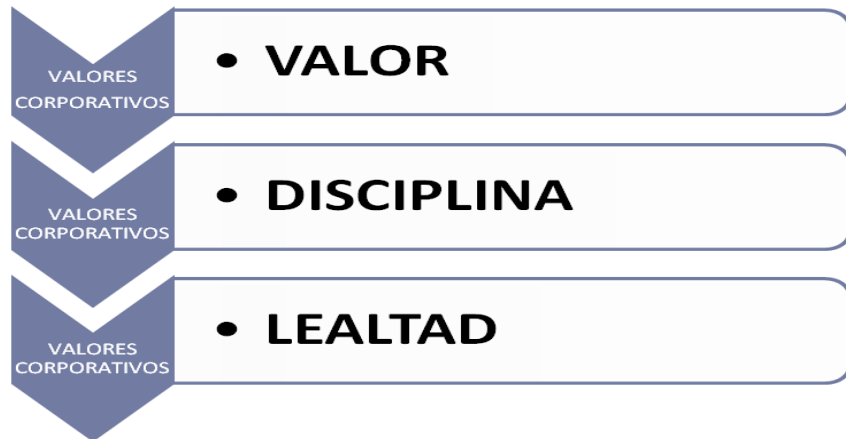 VALORES
CORPORATIVOS
• VALOR
VALORES
CORPORATIVOS
• DISCIPLINA
VALORES
CORPORATIVOS
• LEALTAD